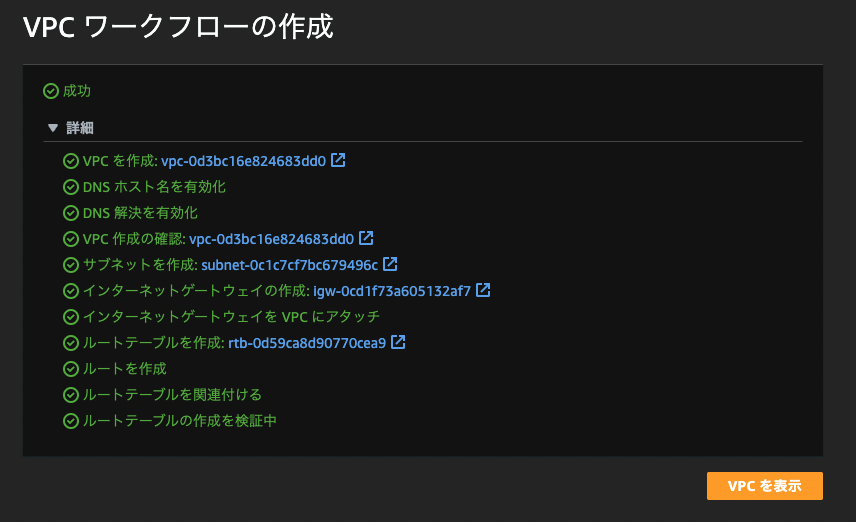 VPC ワークフローの作成
成功
詳細
VPC を作成: vpc-0d3bc16e824683dd0
DNS ホスト名を有効化
DNS 解決を有効化
VPC 作成の確認: vpc-0d3bc16e824683dd0
サブネットを作成: subnet-0c1c7cf7bc679496c
インターネットゲートウェイの作成: igw-0cd1f73a605132af7
インターネットゲートウェイを VPC にアタッチ
ルートテーブルを作成: rtb-0d59ca8d90770cea9
ルートを作成
ルートテーブルを関連付ける
ルートテーブルの作成を検証中
VPC を表示